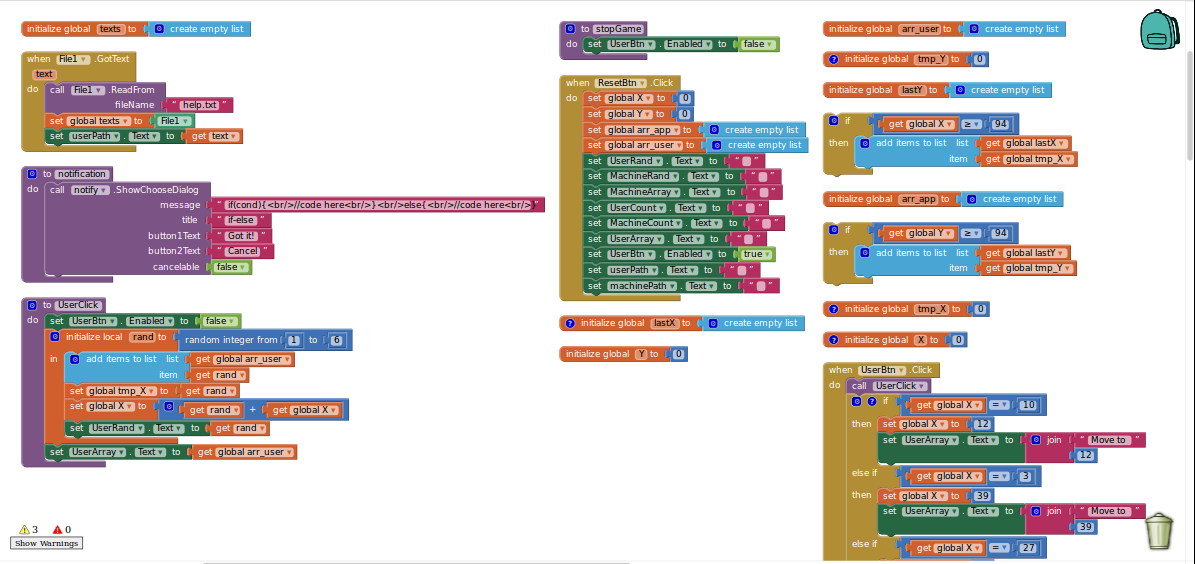 initialize global texts to create empty list
when File1 .GotText
text
do call File1 .ReadFrom
fileName " help.txt "
set global texts to File1
set userPath . Text to get text
to notification
do call notify .ShowChooseDialog
message " if(cond){<br/>//code here<br/>}<br/>else{<br/>//code here<br/>}"
title " if-else "
button1Text " Got it! "
button2Text " Cancel "
cancelable false
to UserClick
do set UserBtn . Enabled to false
initialize local rand to random integer from 1 to 6
in add items to list list get global arr_user
item get rand
set global tmp_X to get rand
set global X to get rand + get global X
set UserRand . Text to get rand
set UserArray . Text to get global arr_user
3 0
Show Warnings
to stopGame
do set UserBtn . Enabled to false
when ResetBtn .Click
do set global X to 0
set global Y to 0
set global arr_app to create empty list
set global arr_user to create empty list
set UserRand . Text to " "
set MachineRand . Text to " "
set MachineArray . Text to " "
set UserCount . Text to " "
set MachineCount . Text to " "
set UserArray . Text to " "
set UserBtn . Enabled to true
set userPath . Text to " "
set machinePath . Text to " "
? initialize global lastX to create empty list
initialize global Y to 0
initialize global arr_user to create empty list
? initialize global tmp_Y to 0
initialize global lastY to create empty list
if get global X ≥ 94
then add items to list list get global lastX
item get global tmp_X
initialize global arr_app to create empty list
if get global Y ≥ 94
then add items to list list get global lastY
item get global tmp_Y
? initialize global tmp_X to 0
? initialize global X to 0
when UserBtn .Click
do call UserClick
? if get global X = 10
then set global X to 12
set UserArray . Text to join " Move to "
12
else if get global X = 3
then set global X to 39
set UserArray . Text to join " Move to "
39
else if get global X = 27